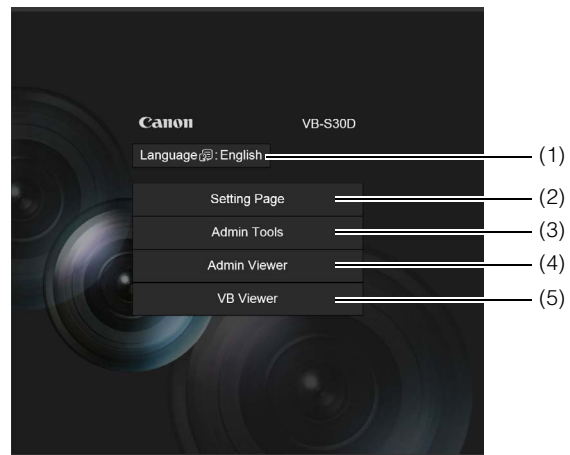 Canon VB-S30D
Language : English (1)
Setting Page (2)
Admin Tools (3)
Admin Viewer (4)
VB Viewer (5)